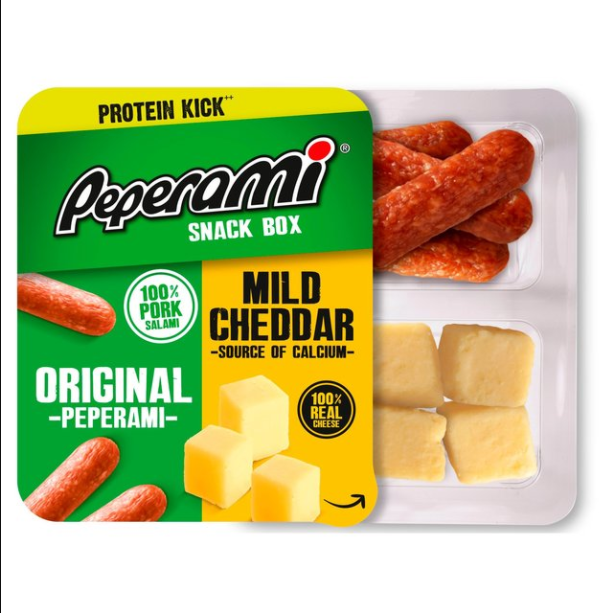 PROTEIN KICK++
Peperami®
SNACK BOX
100%
PORK
SALAMI
MILD
CHEDDAR
-SOURCE OF CALCIUM-
ORIGINAL
-PEPERAMI-
100%
REAL
CHEESE